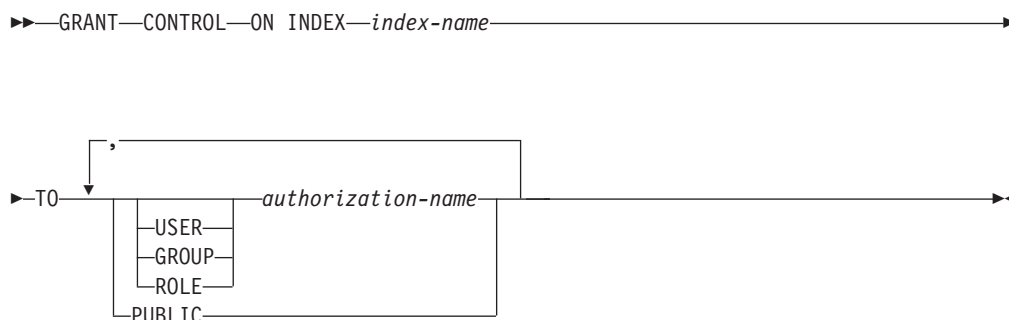 GRANT CONTROL ON INDEX index-name
,
TO authorization-name
USER
GROUP
ROLE
PUBLIC